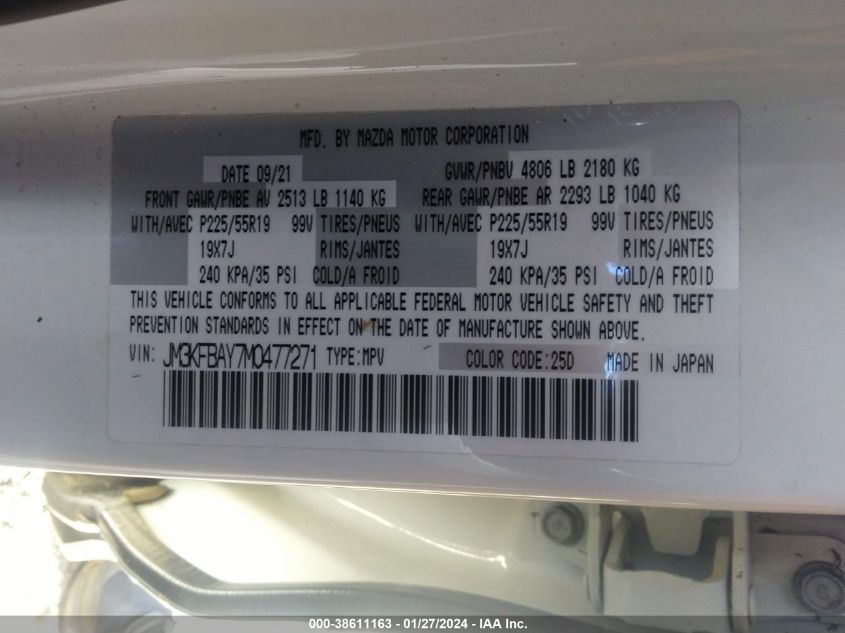 MFD. BY MAZDA MOTOR CORPORATION
DATE 09/21 GVWR/PNBV 4806 LB 2180 KG
FRONT GAWR/PNBE AV 2513 LB 1140 KG REAR GAWR/PNBE AR 2293 LB 1040 KG
WITH/AVEC P225/55R19 99V TIRES/PNEUS WITH/AVEC P225/55R19 99V TIRES/PNEUS
19X7J RIMS/JANTES 19X7J RIMS/JANTES
240 KPA/35 PSI COLD/A FROID 240 KPA/35 PSI COLD/A FROID
THIS VEHICLE CONFORMS TO ALL APPLICABLE FEDERAL MOTOR VEHICLE SAFETY AND THEFT
PREVENTION STANDARDS IN EFFECT ON THE DATE OF MANUFACTURE SHOWN ABOVE.
VIN: JM3KFBAY7M0477271 TYPE:MPV COLOR CODE:25D MADE IN JAPAN
000-38611163 - 01/27/2024 - IAA Inc.